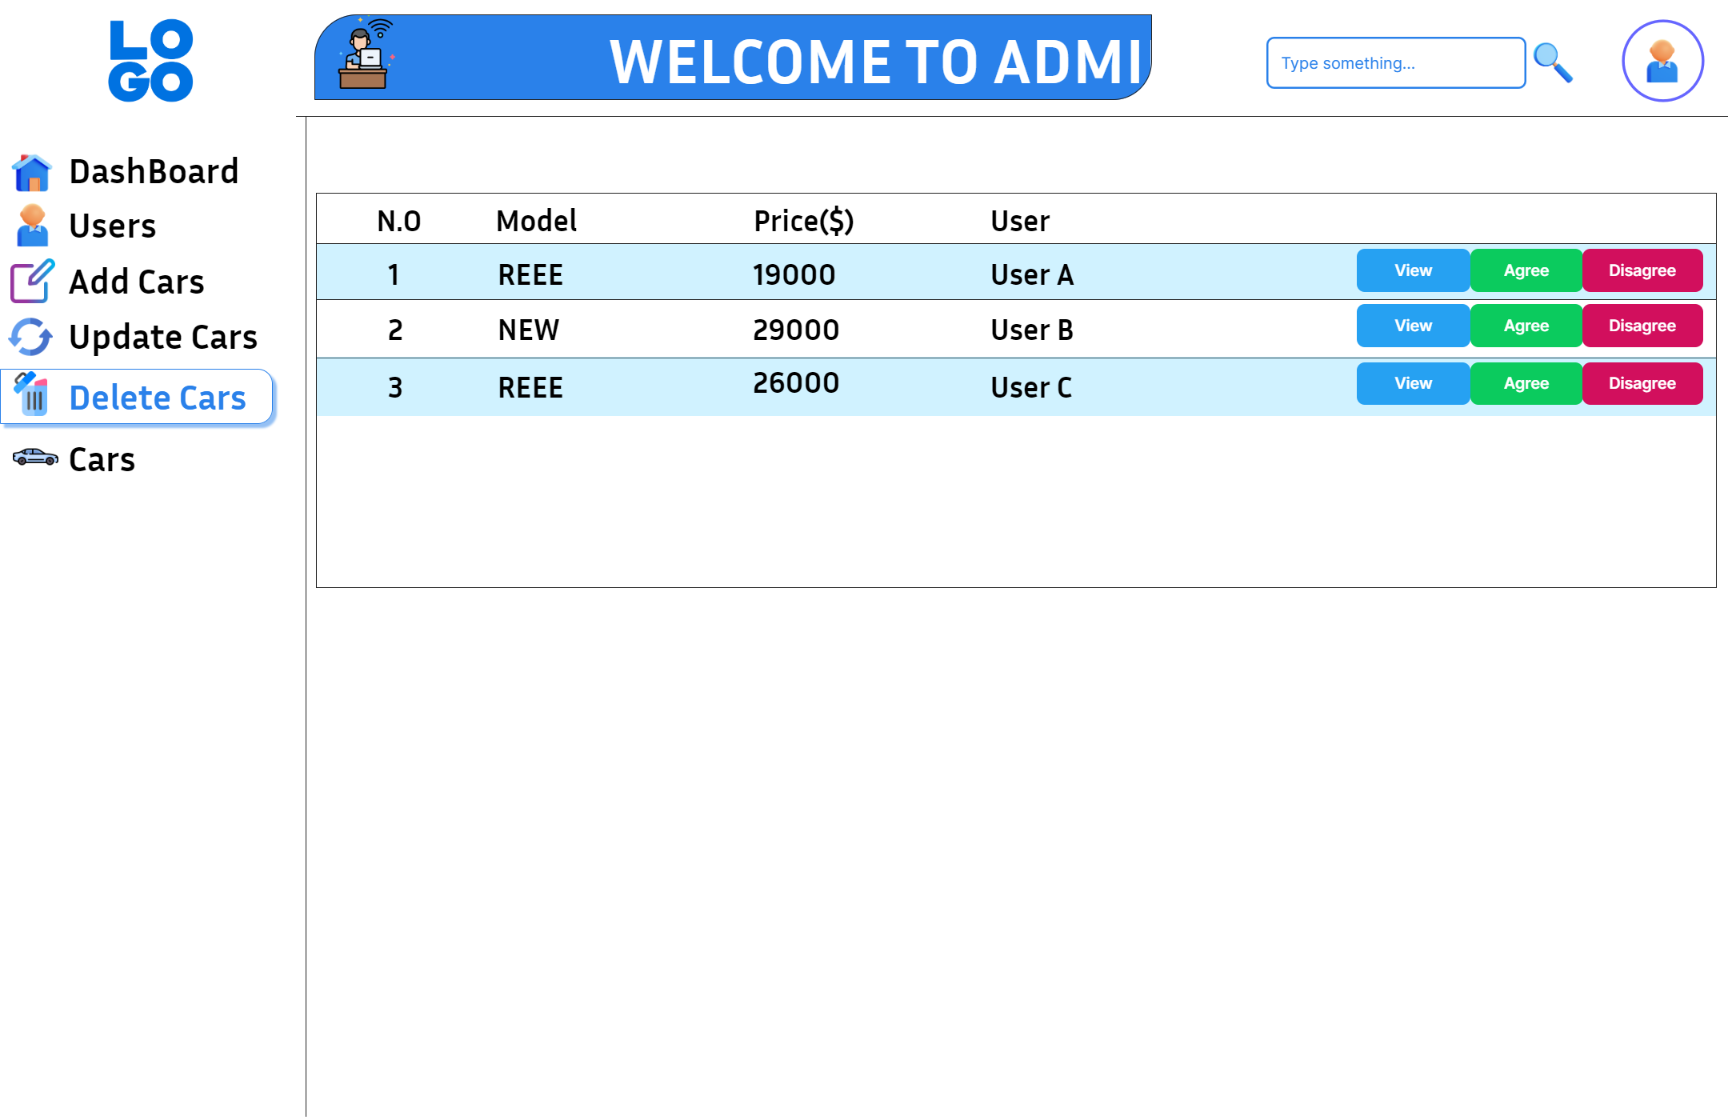 LO
GO
WELCOME TO ADMI
Type something...
DashBoard
Users
Add Cars
Update Cars
Delete Cars
Cars
N.O Model Price($) User
1 REEE 19000 User A View Agree Disagree
2 NEW 29000 User B View Agree Disagree
3 REEE 26000 User C View Agree Disagree